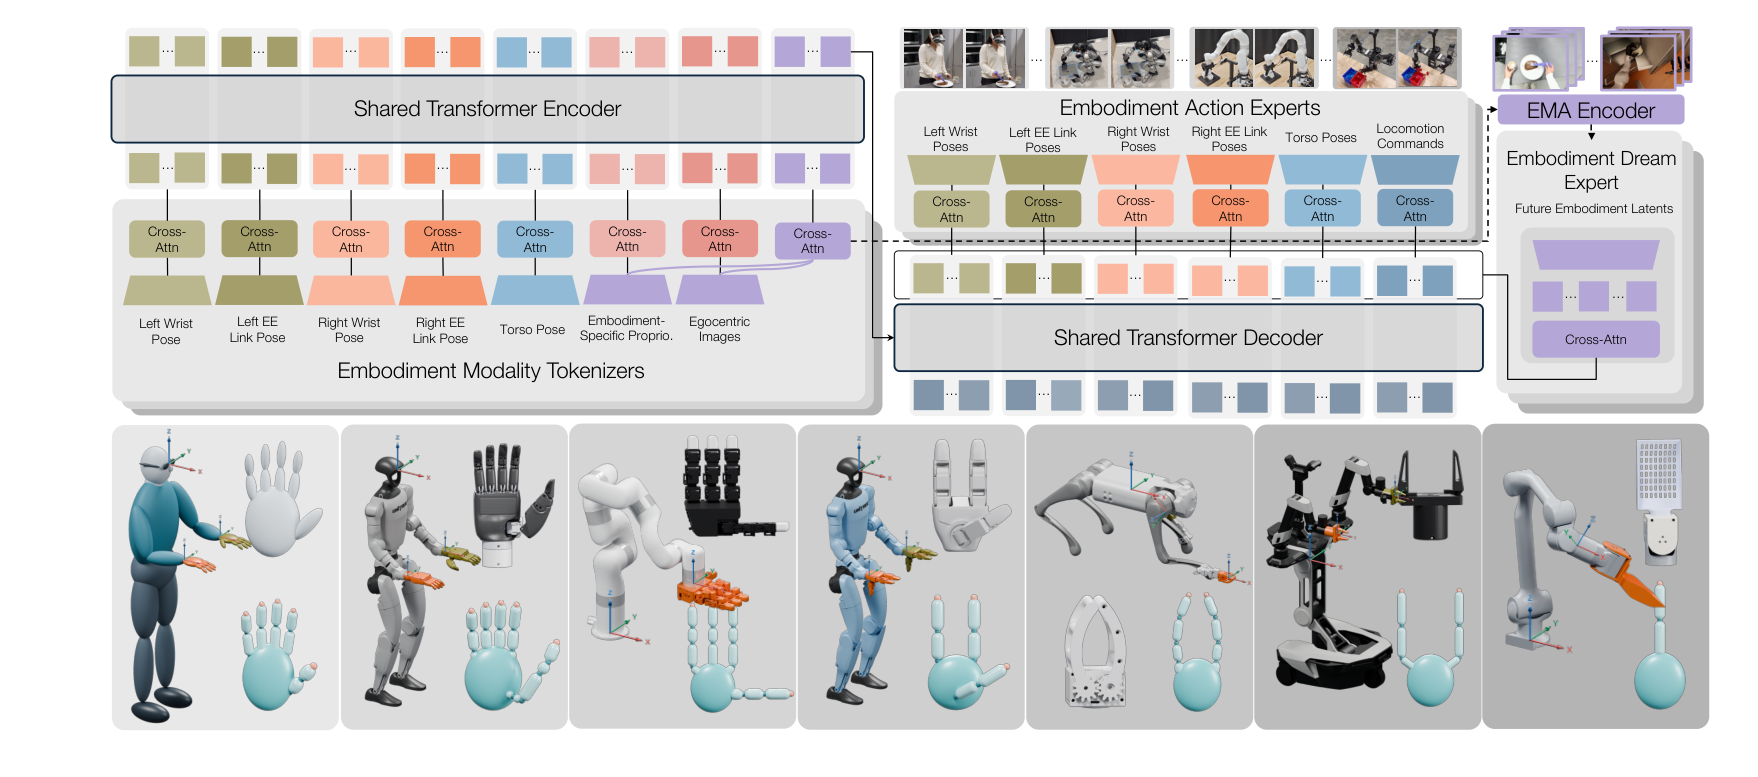 Shared Transformer Encoder
Cross-
Attn
Cross-
Attn
Cross-
Attn
Cross-
Attn
Cross-
Attn
Cross-
Attn
Cross-
Attn
Cross-
Attn
Left Wrist
Pose
Left EE
Link Pose
Right Wrist
Pose
Right EE
Link Pose
Torso Pose
Embodiment-
Specific Proprio.
Egocentric
Images
Embodiment Modality Tokenizers
Embodiment Action Experts
Left Wrist
Poses
Left EE Link
Poses
Right Wrist
Poses
Right EE Link
Poses
Torso Poses
Locomotion
Commands
Cross-
Attn
Cross-
Attn
Cross-
Attn
Cross-
Attn
Cross-
Attn
Cross-
Attn
Shared Transformer Decoder
EMA Encoder
Embodiment Dream
Expert
Future Embodiment Latents
Cross-Attn
Z
Y
X
Z
Y
X
Z
X
Z
Y
X
Z
Y
X
Z
Y
X